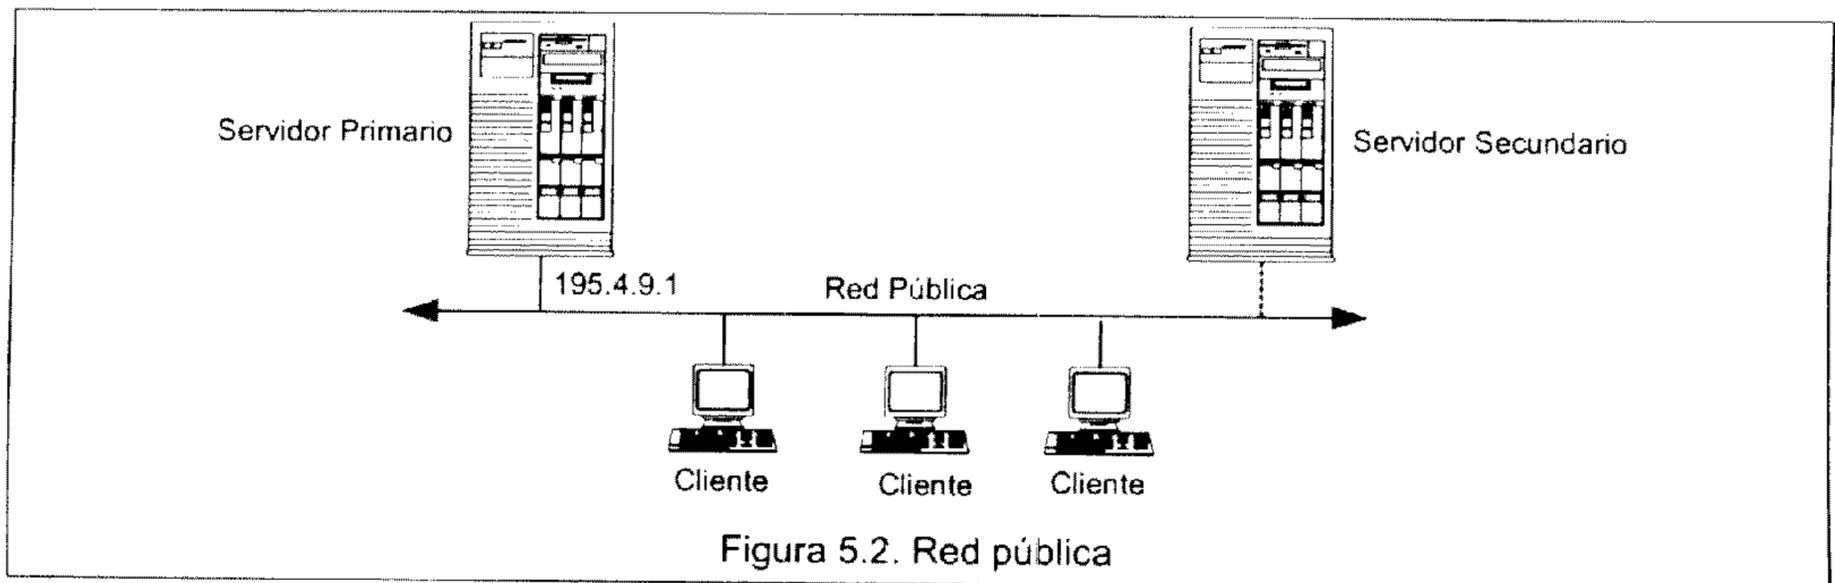 Servidor Primario
Servidor Secundario
195.4.9.1
Red Pública
Cliente
Cliente
Cliente
Figura 5.2. Red pública